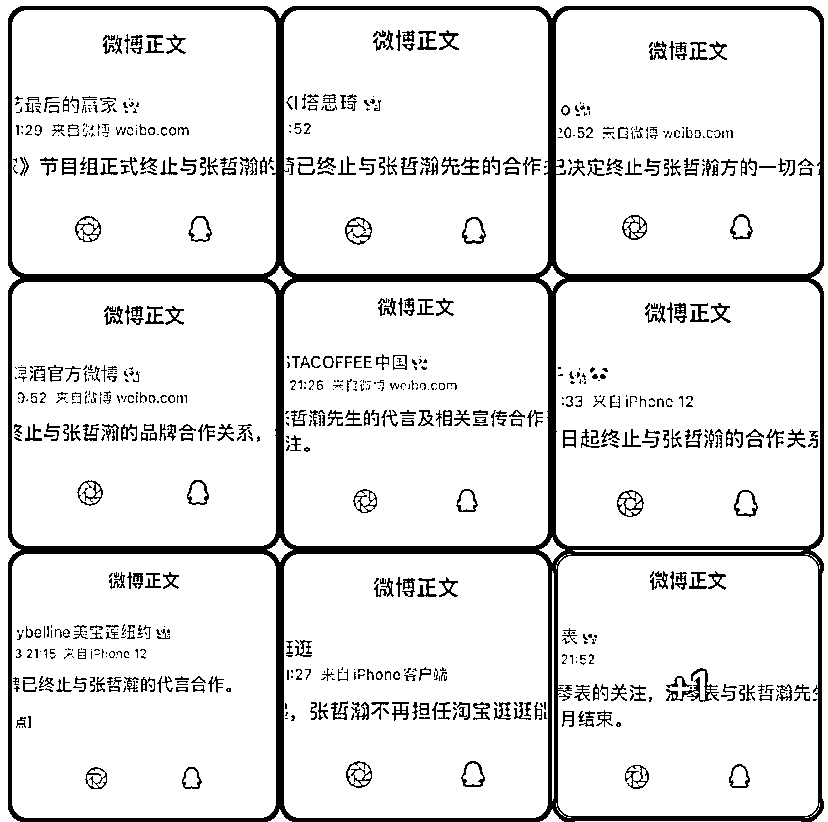 微博正文
最后的赢家
1:29 来自微博 weibo.com
》节目组正式终止与张哲瀚的
微博正文
KI塔思琦
:52
奇已终止与张哲瀚先生的合作
微博正文
o
20:52 来自微博 weibo.com
已决定终止与张哲瀚方的一切合
微博正文
啤酒官方微博
9:52 来自微博 weibo.com
终止与张哲瀚的品牌合作关系，
微博正文
STACOFFEE中国
21:26 来自微博 weibo.com
张哲瀚先生的代言及相关宣传合作
注。
微博正文
:33 来自iPhone 12
日起终止与张哲瀚的合作关系
微博正文
ybelline美宝莲纽约
3 21:15 来自iPhone 12
牌已终止与张哲瀚的代言合作。
点]
微博正文
逛逛
1:27 来自iPhone客户端
，张哲瀚不再担任淘宝逛逛能
微博正文
表
21:52
琴表的关注，浪琴表与张哲瀚先生
+1
月结束。